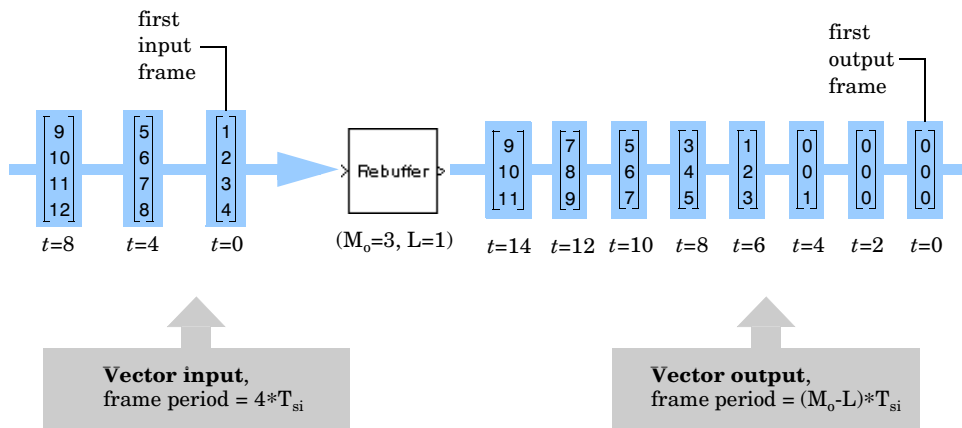 first
input
frame
first
output
frame
9
10
11
12
5
6
7
8
1
2
3
4
Rebuffer
9
10
11
7
8
9
5
6
7
3
4
5
1
2
3
0
0
1
0
0
0
0
0
0
t=8
t=4
t=0
(Mₒ=3, L=1)
t=14
t=12
t=10
t=8
t=6
t=4
t=2
t=0
Vector input,
frame period = 4*Tsi
Vector output,
frame period = (Mₒ-L)*Tsi